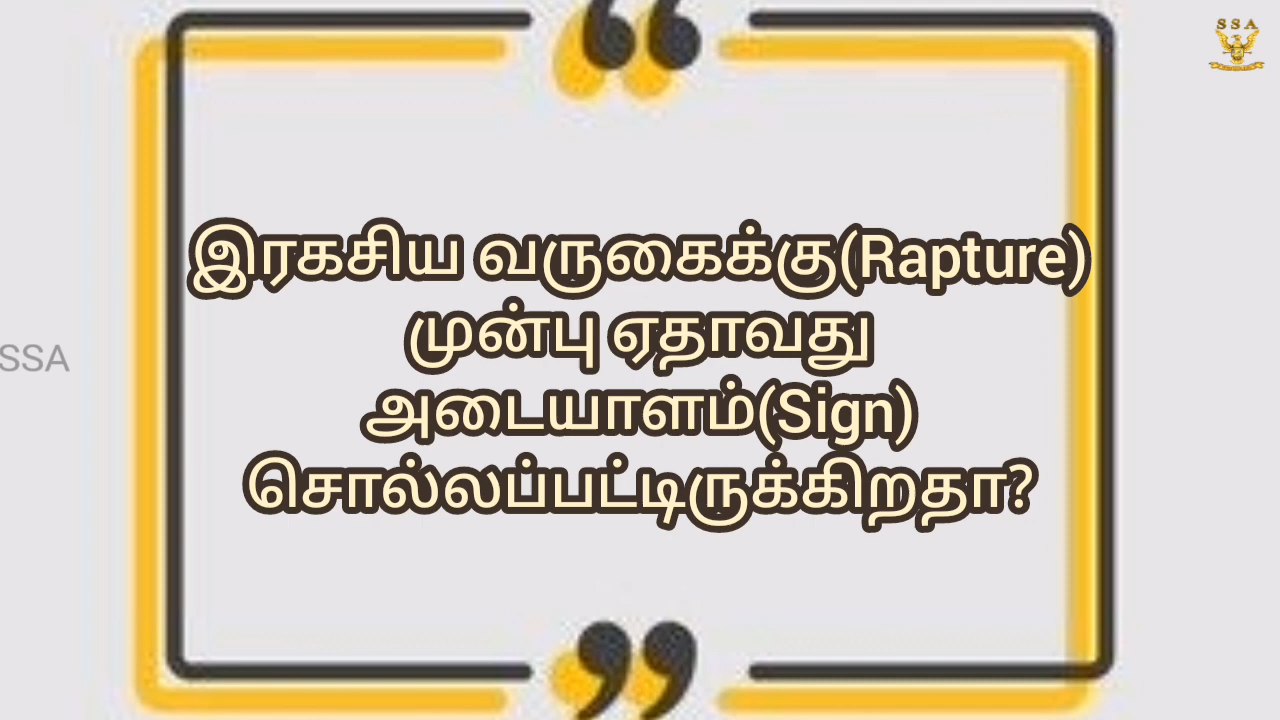 SSA
இரகசிய வருகைக்கு(Rapture)
முன்பு ஏதாவது
அடையாளம்(Sign)
சொல்லப்பட்டிருக்கிறதா?
SSA